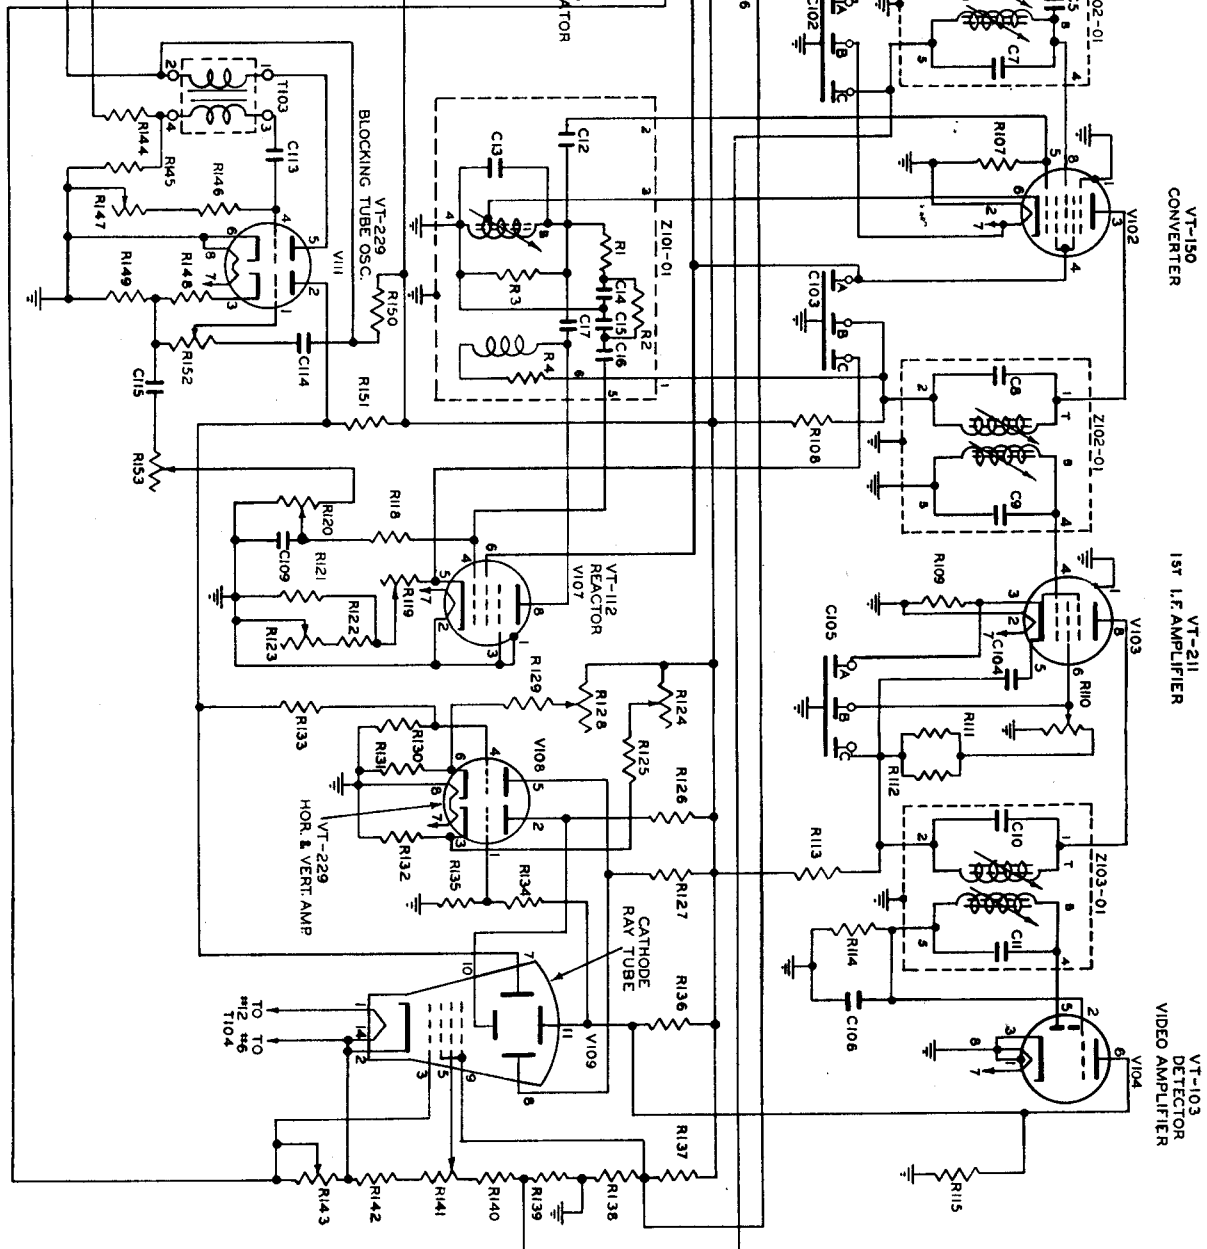 VT-150
CONVERTER
VT-211
1ST I.F. AMPLIFIER
VT-103
DETECTOR
VIDEO AMPLIFIER
V102
V103
V104
Z102-01
Z103-01
C7
R107
C8
C9
R109
C104
R110
R111
R112
C10
C11
R114
C106
R115
C102
A
B
C
C103
A
B
C
R108
C105
A
B
C
R113
Z101-01
C12
C13
R1
C14
R2
C15
C16
C17
R3
R4
VT-112
REACTOR
V107
R124
R125
R126
R127
R128
R129
V108
R136
R137
CATHODE
RAY TUBE
V109
R138
R139
R140
R141
R142
R143
BLOCKING TUBE OSC.
VT-229
R150
R151
R118
R119
R120
R121
C109
R122
R123
R130
R131
R132
R133
R134
R135
VT-229
HOR. & VERT. AMP.
T103
C113
V111
C114
R144
R145
R146
R147
R148
R149
R152
C115
R153
TO
#12
TO
#6
T104